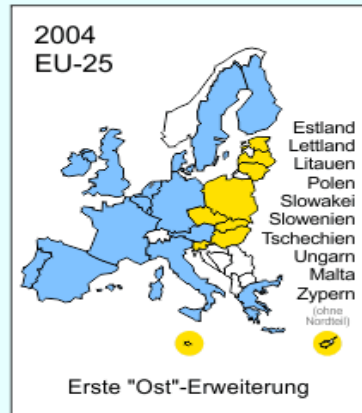 2004
EU-25
Estland
Lettland
Litauen
Polen
Slowakei
Slowenien
Tschechien
Ungarn
Malta
Zypern
(ohne
Nordteil)
Erste "Ost"-Erweiterung